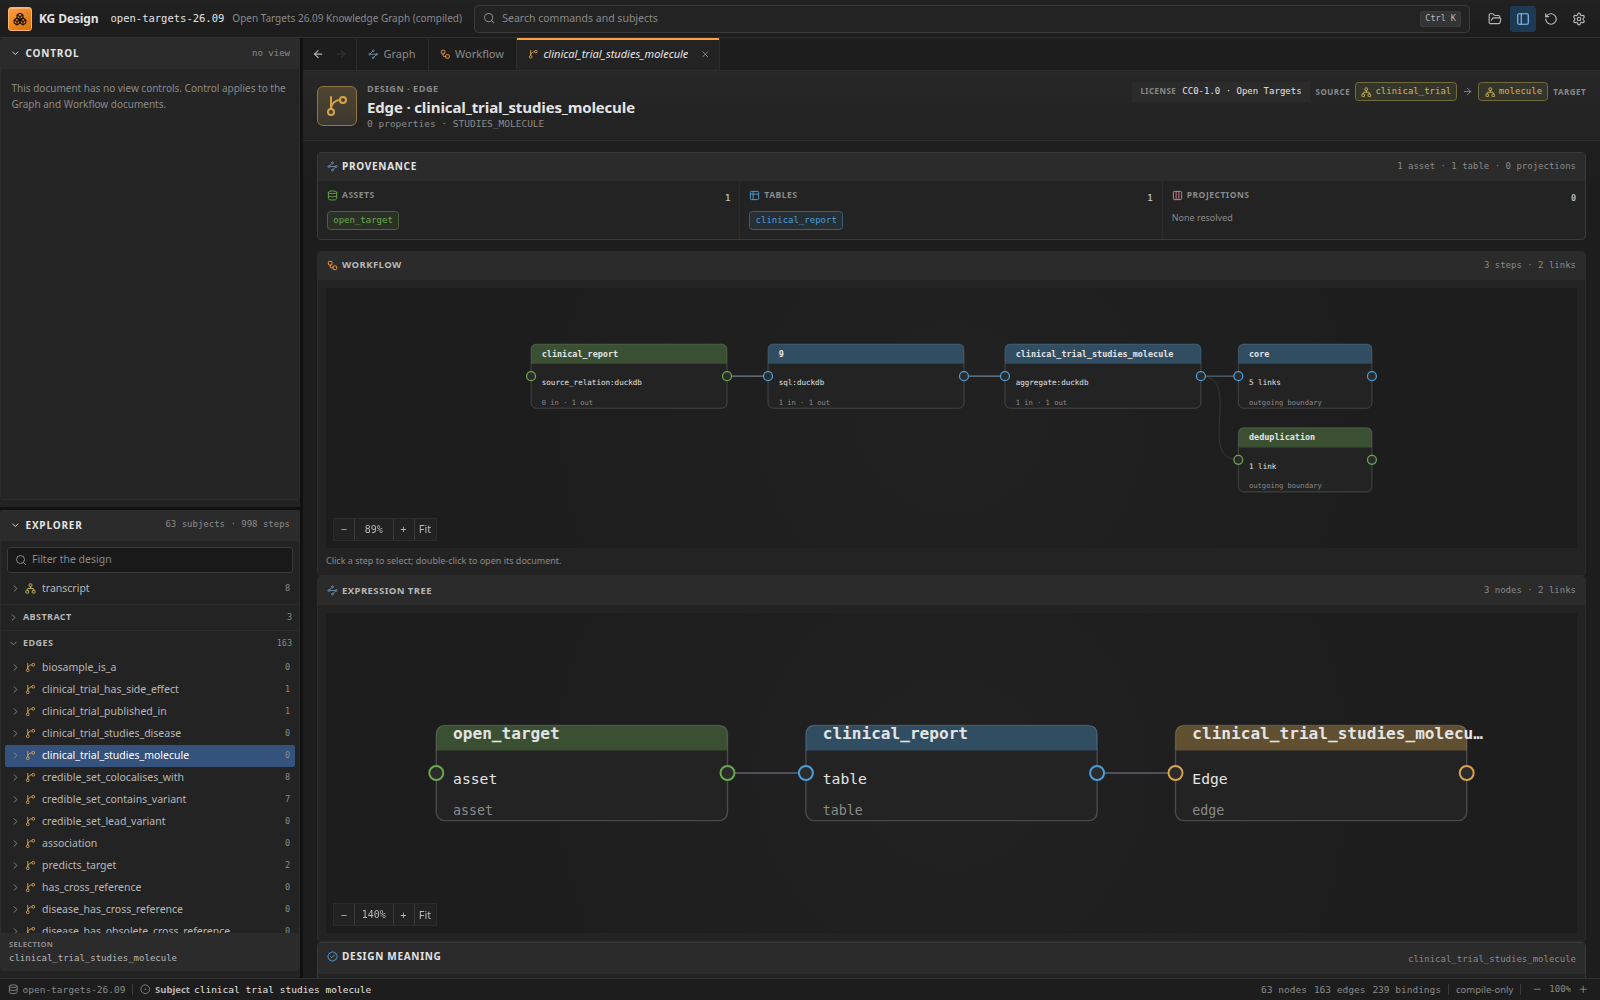 KG Design open-targets-26.09 Open Targets 26.09 Knowledge Graph (compiled) Search commands and subjects Ctrl K
CONTROL no view
This document has no view controls. Control applies to the
Graph and Workflow documents.
Graph Workflow clinical_trial_studies_molecule
DESIGN · EDGE
Edge · clinical_trial_studies_molecule
0 properties · STUDIES_MOLECULE
LICENSE CC0-1.0 · Open Targets SOURCE clinical_trial molecule TARGET
PROVENANCE 1 asset · 1 table · 0 projections
ASSETS 1
open_target
TABLES 1
clinical_report
PROJECTIONS 0
None resolved
WORKFLOW 3 steps · 2 links
clinical_report
source_relation:duckdb
0 in · 1 out
9
sql:duckdb
1 in · 1 out
clinical_trial_studies_molecule
aggregate:duckdb
1 in · 1 out
core
5 links
outgoing boundary
deduplication
1 link
outgoing boundary
− 89% + Fit
Click a step to select; double-click to open its document.
EXPRESSION TREE 3 nodes · 2 links
open_target
asset
asset
clinical_report
table
table
clinical_trial_studies_molecu…
Edge
edge
− 140% + Fit
DESIGN MEANING clinical_trial_studies_molecule
EXPLORER 63 subjects · 998 steps
Filter the design
transcript 8
ABSTRACT 3
EDGES 163
biosample_is_a 0
clinical_trial_has_side_effect 1
clinical_trial_published_in 1
clinical_trial_studies_disease 0
clinical_trial_studies_molecule 0
credible_set_colocalises_with 8
credible_set_contains_variant 7
credible_set_lead_variant 0
association 0
predicts_target 2
has_cross_reference 0
disease_has_cross_reference 0
disease_has_obsolete_cross_reference 0
SELECTION
clinical_trial_studies_molecule
open-targets-26.09 Subject clinical trial studies molecule 63 nodes 163 edges 239 bindings compile-only − 100% +